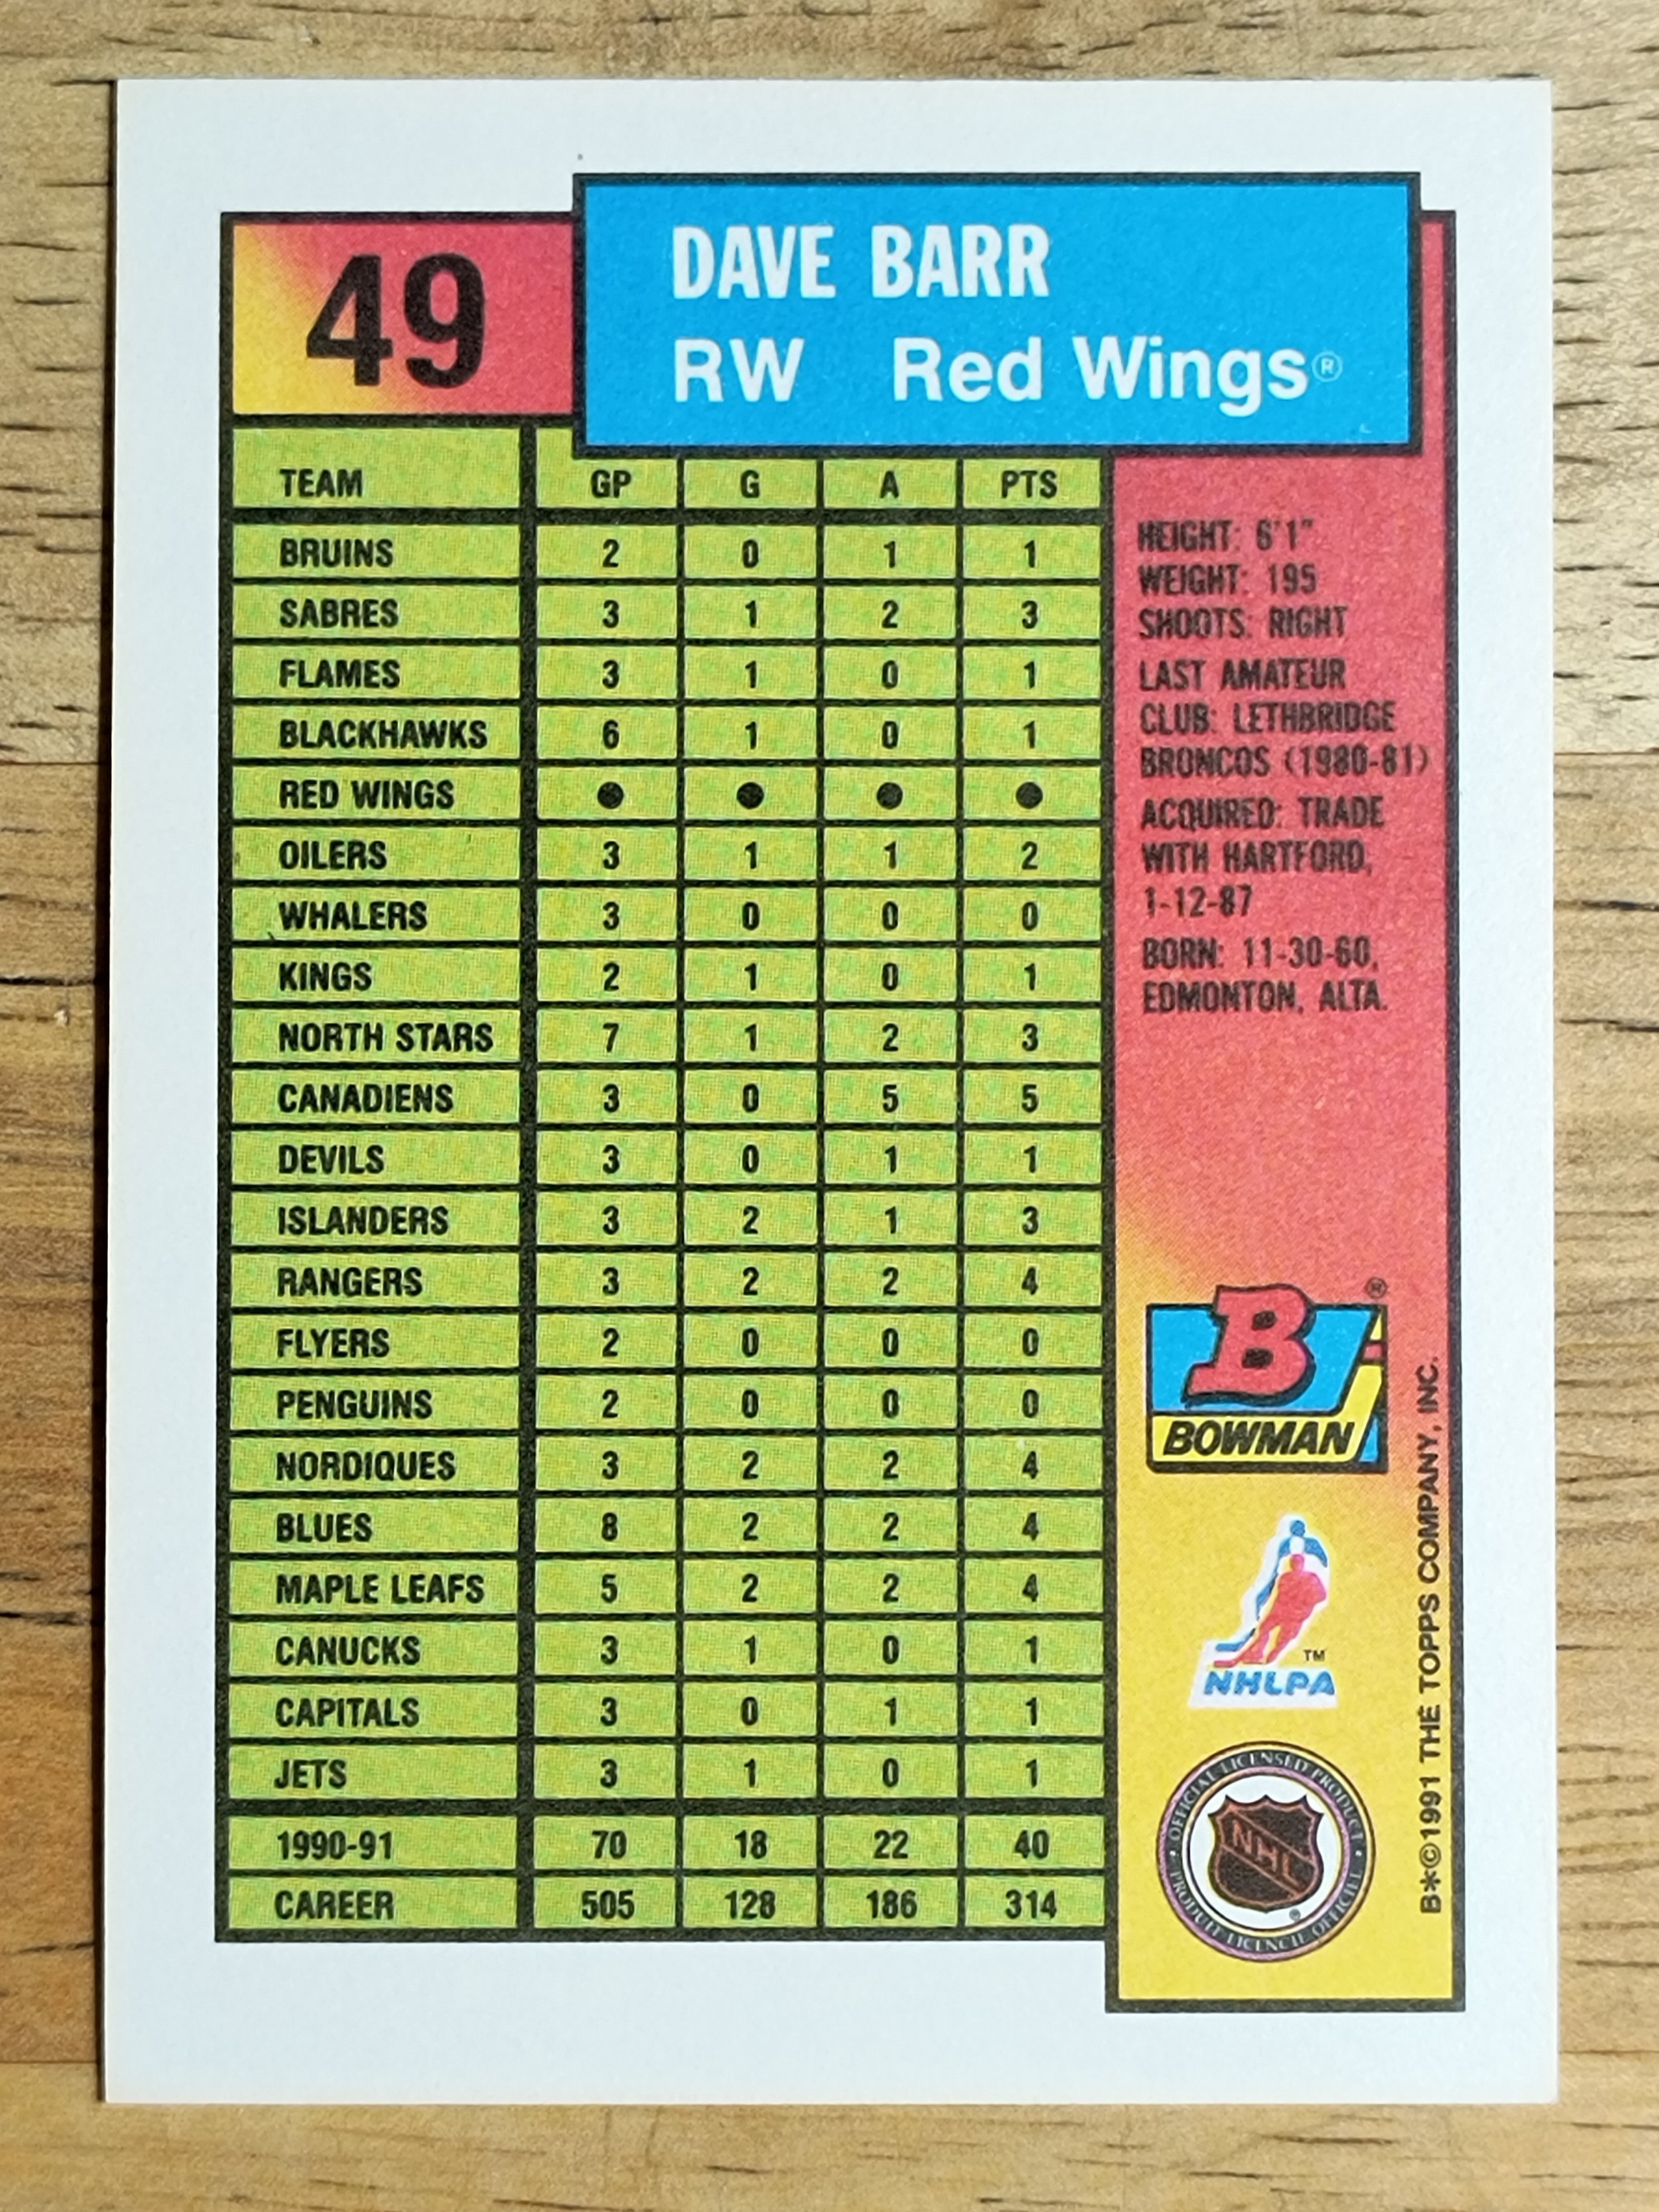 49
DAVE BARR
RW Red Wings®
TEAM GP G A PTS
BRUINS 2 0 1 1
SABRES 3 1 2 3
FLAMES 3 1 0 1
BLACKHAWKS 6 1 0 1
RED WINGS ● ● ● ●
OILERS 3 1 1 2
WHALERS 3 0 0 0
KINGS 2 1 0 1
NORTH STARS 7 1 2 3
CANADIENS 3 0 5 5
DEVILS 3 0 1 1
ISLANDERS 3 2 1 3
RANGERS 3 2 2 4
FLYERS 2 0 0 0
PENGUINS 2 0 0 0
NORDIQUES 3 2 2 4
BLUES 8 2 2 4
MAPLE LEAFS 5 2 2 4
CANUCKS 3 1 0 1
CAPITALS 3 0 1 1
JETS 3 1 0 1
1990-91 70 18 22 40
CAREER 505 128 186 314
HEIGHT: 6'1"
WEIGHT: 195
SHOOTS: RIGHT
LAST AMATEUR
CLUB: LETHBRIDGE
BRONCOS (1980-81)
ACQUIRED: TRADE
WITH HARTFORD,
1-12-87
BORN: 11-30-60,
EDMONTON, ALTA.
B ®
BOWMAN
TM
NHLPA
OFFICIAL LICENSED PRODUCT
NHL ®
PRODUIT LICENCIE OFFICIEL
B*©1991 THE TOPPS COMPANY, INC.